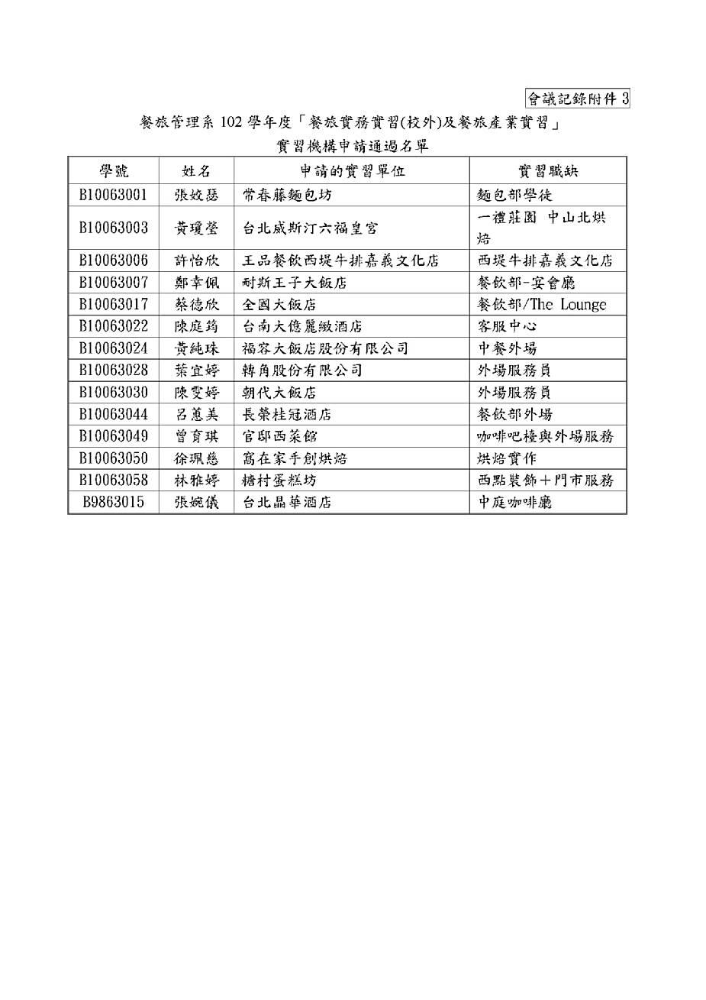 會議記錄附件 3
餐旅管理系 102 學年度「餐旅實務實習(校外)及餐旅產業實習」
實習機構申請通過名單
學號 姓名 申請的實習單位 實習職缺
B10063001 張姣瑟 常春藤麵包坊 麵包部學徒
B10063003 黃瓊瑩 台北威斯汀六福皇宮 一禮莊園 中山北烘
焙
B10063006 許怡欣 王品餐飲西堤牛排嘉義文化店 西堤牛排嘉義文化店
B10063007 鄭幸佩 耐斯王子大飯店 餐飲部-宴會廳
B10063017 蔡德欣 全國大飯店 餐飲部/The Lounge
B10063022 陳庭筠 台南大億麗緻酒店 客服中心
B10063024 黃純珠 福容大飯店股份有限公司 中餐外場
B10063028 葉宜婷 轉角股份有限公司 外場服務員
B10063030 陳雯婷 朝代大飯店 外場服務員
B10063044 呂蕙美 長榮桂冠酒店 餐飲部外場
B10063049 曾育琪 官邸西菜館 咖啡吧檯與外場服務
B10063050 徐珮慈 窩在家手創烘焙 烘焙實作
B10063058 林雅婷 糖村蛋糕坊 西點裝飾＋門市服務
B9863015 張婉儀 台北晶華酒店 中庭咖啡廳